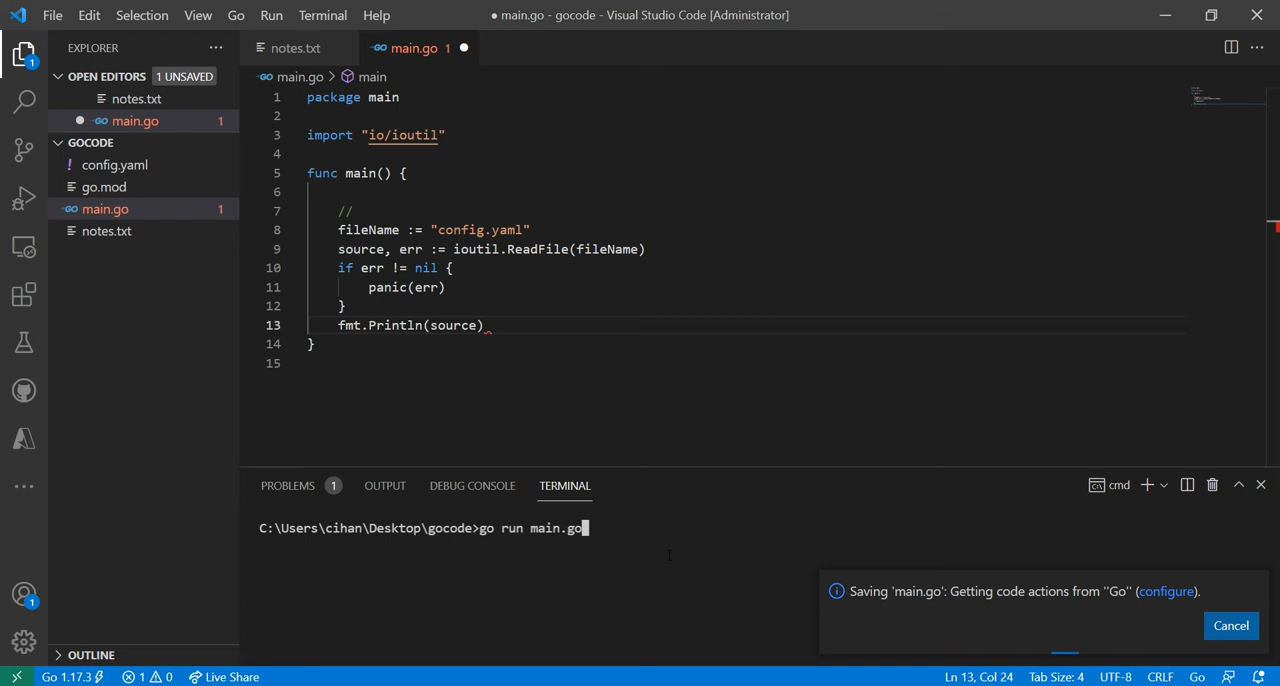 File Edit Selection View Go Run Terminal Help
● main.go - gocode - Visual Studio Code [Administrator]
EXPLORER
notes.txt
main.go 1
OPEN EDITORS 1 UNSAVED
notes.txt
main.go 1
GOCODE
config.yaml
go.mod
main.go 1
notes.txt
OUTLINE
1
1
main.go > main
1 package main
2
3 import "io/ioutil"
4
5 func main() {
6
7 //
8 fileName := "config.yaml"
9 source, err := ioutil.ReadFile(fileName)
10 if err != nil {
11 panic(err)
12 }
13 fmt.Println(source)
14 }
15
PROBLEMS 1 OUTPUT DEBUG CONSOLE TERMINAL
cmd
C:\Users\cihan\Desktop\gocode>go run main.go
Saving 'main.go': Getting code actions from ''Go'' (configure).
Cancel
Go 1.17.3 1 0 Live Share
Ln 13, Col 24 Tab Size: 4 UTF-8 CRLF Go